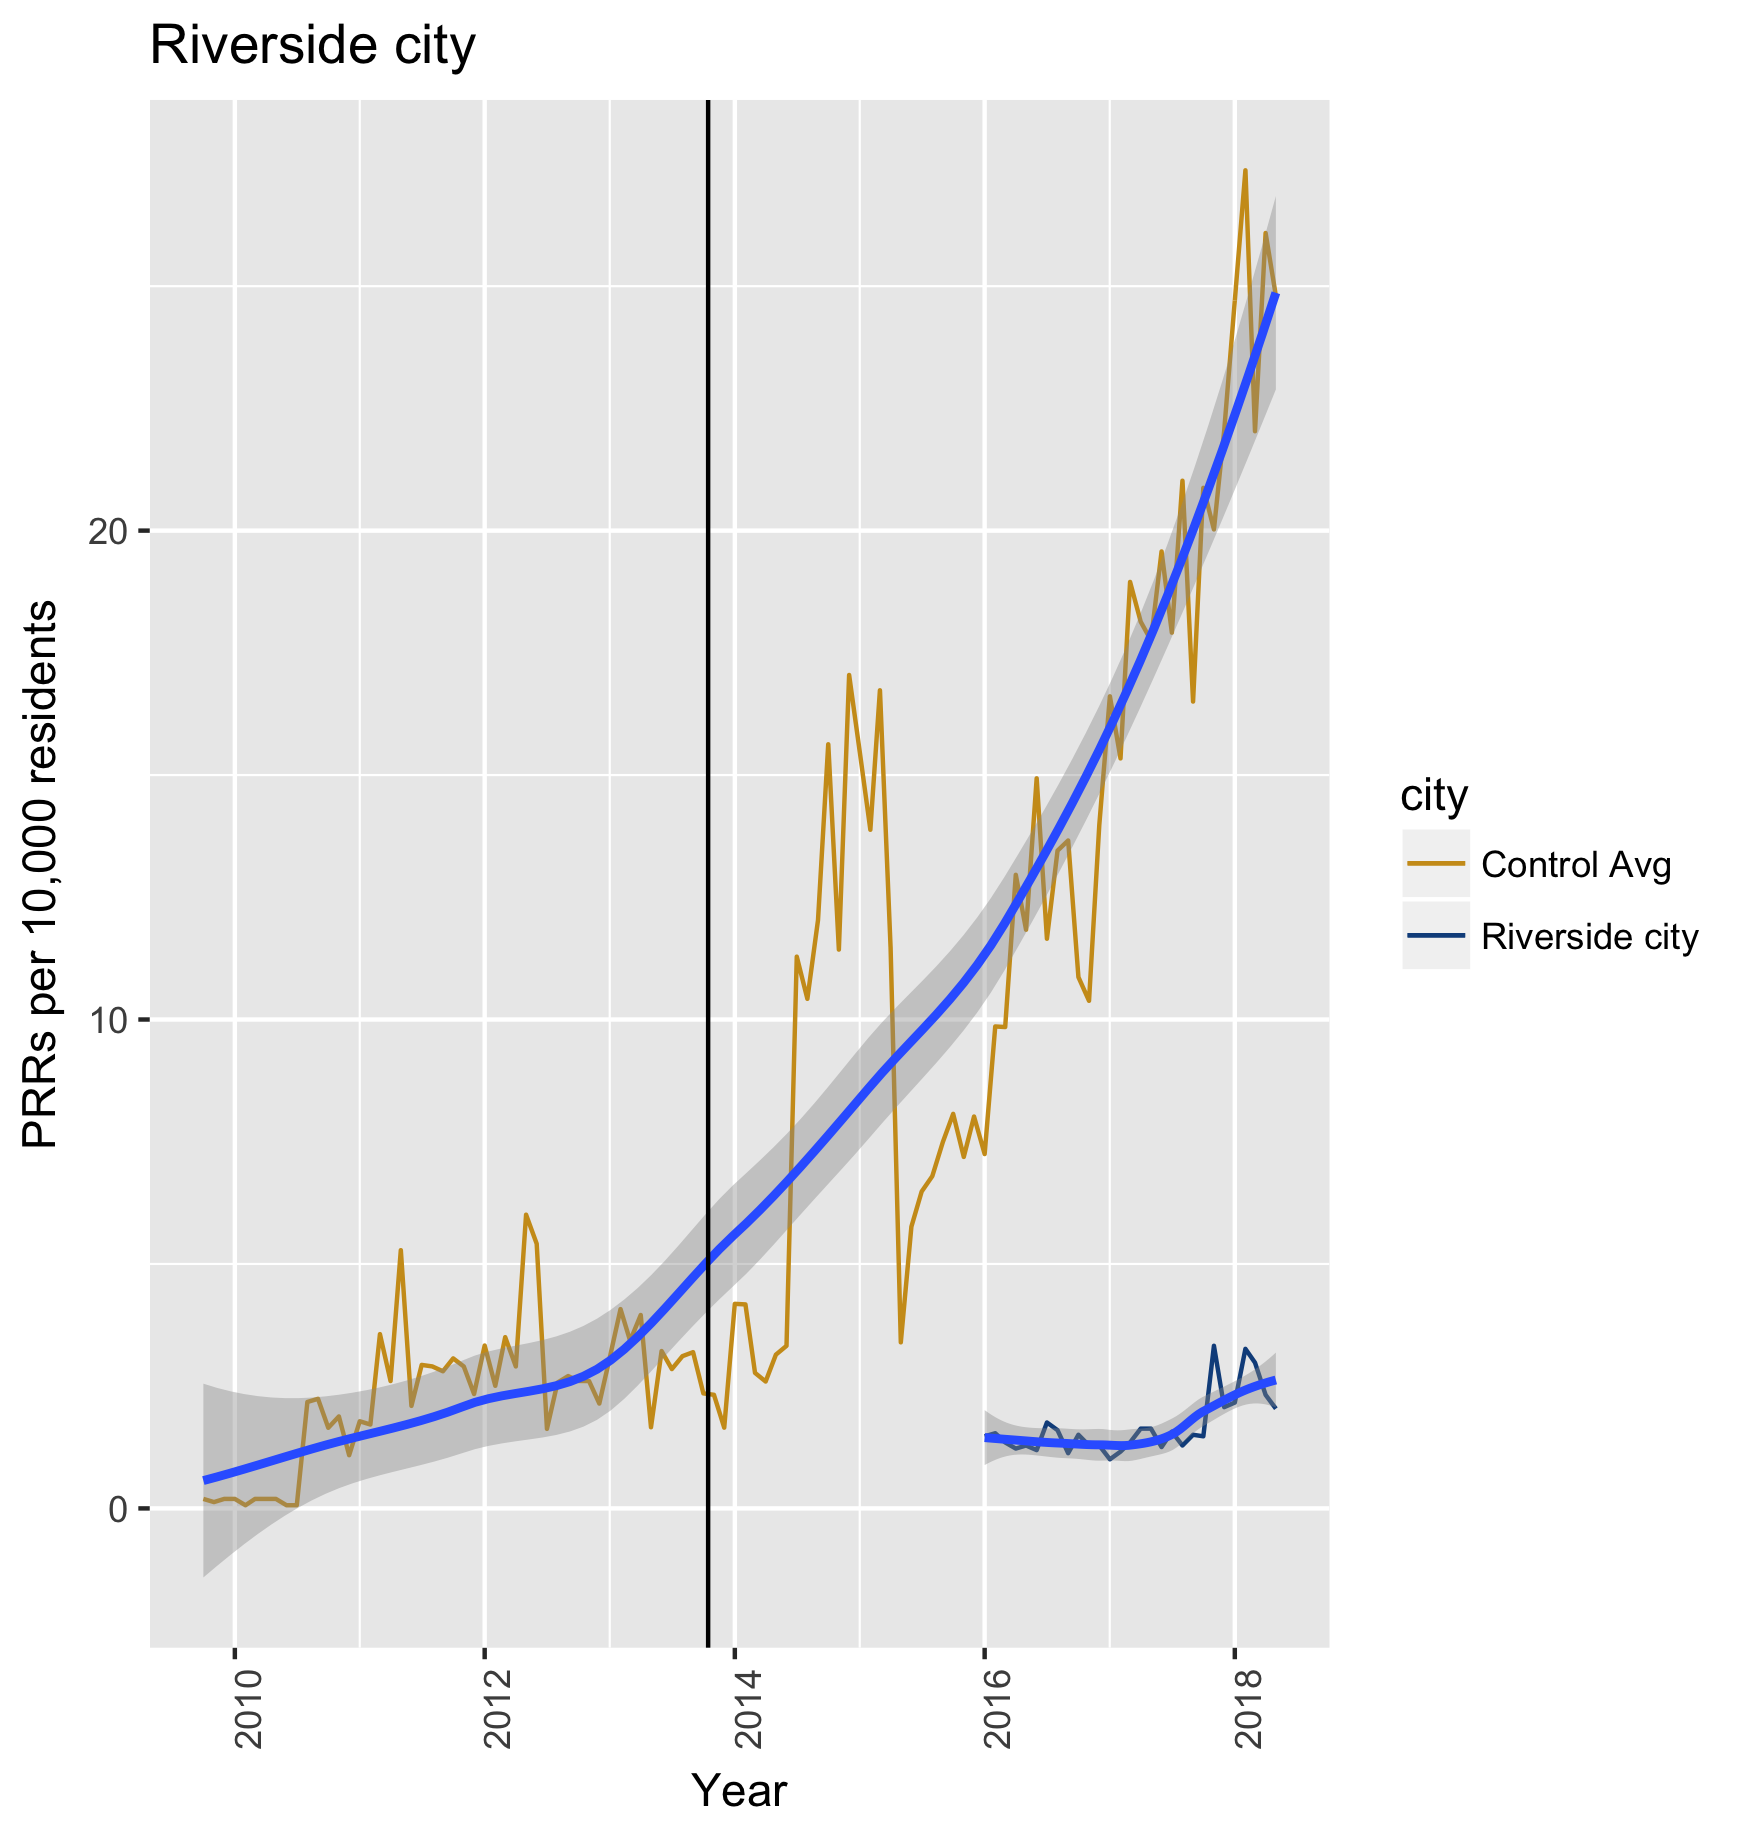 Riverside city
PRRs per 10,000 residents
20
10
0
2010
2012
2014
2016
2018
Year
city
Control Avg
Riverside city